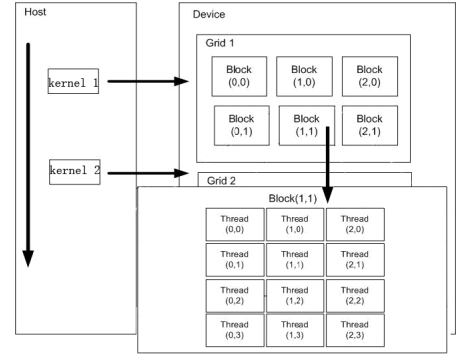 Host
Device
Grid 1
kernel 1
Block Block Block
(0,0) (1,0) (2,0)
Block Block Block
(0,1) (1,1) (2,1)
kernel 2
Grid 2
Block(1,1)
Thread Thread Thread
(0,0) (1,0) (2,0)
Thread Thread Thread
(0,1) (1,1) (2,1)
Thread Thread Thread
(0,2) (1,2) (2,2)
Thread Thread Thread
(0,3) (1,3) (2,3)